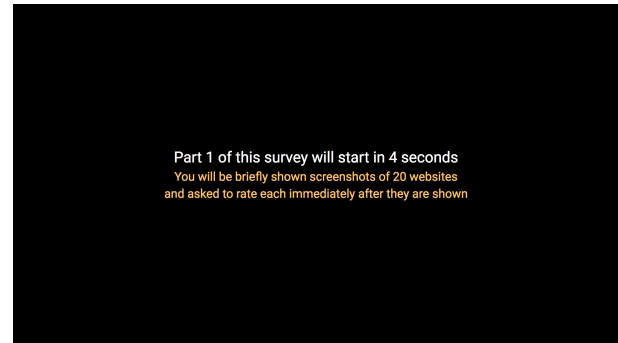 Part 1 of this survey will start in 4 seconds
You will be briefly shown screenshots of 20 websites
and asked to rate each immediately after they are shown